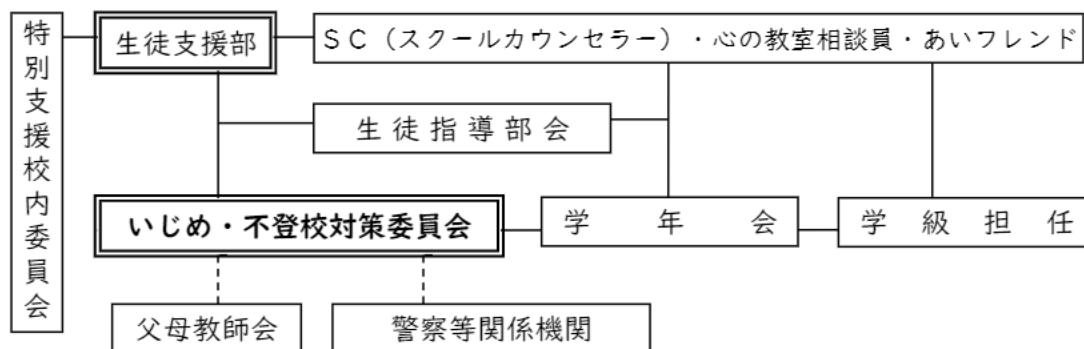 特別支援校内委員会
生徒支援部
SC（スクールカウンセラー）・心の教室相談員・あいフレンド
生徒指導部会
いじめ・不登校対策委員会
学年会
学級担任
父母教師会
警察等関係機関